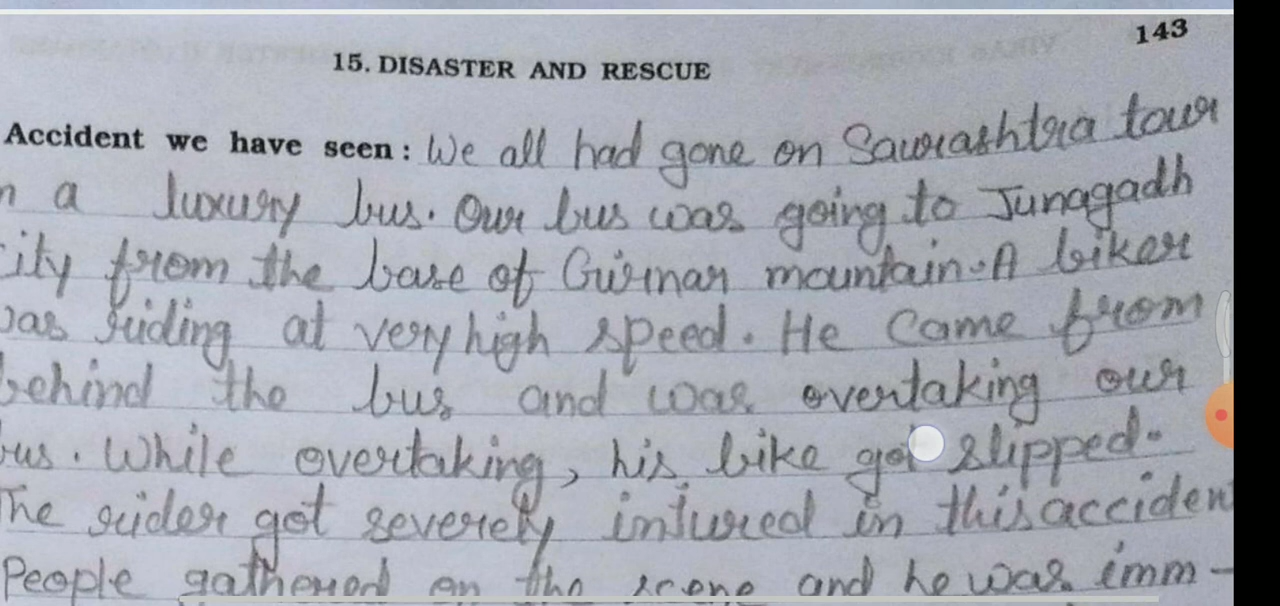 143
15. DISASTER AND RESCUE
Accident we have seen : We all had gone on Saurashtra tour
n a luxury bus. Our bus was going to Junagadh
ity from the base of Girnar mountain. A biker
as riding at very high speed. He came from
behind the bus and was overtaking our
bus. While overtaking, his bike got slipped.
The rider got severely intured in this acciden
People gathered on the scene and he was imm-